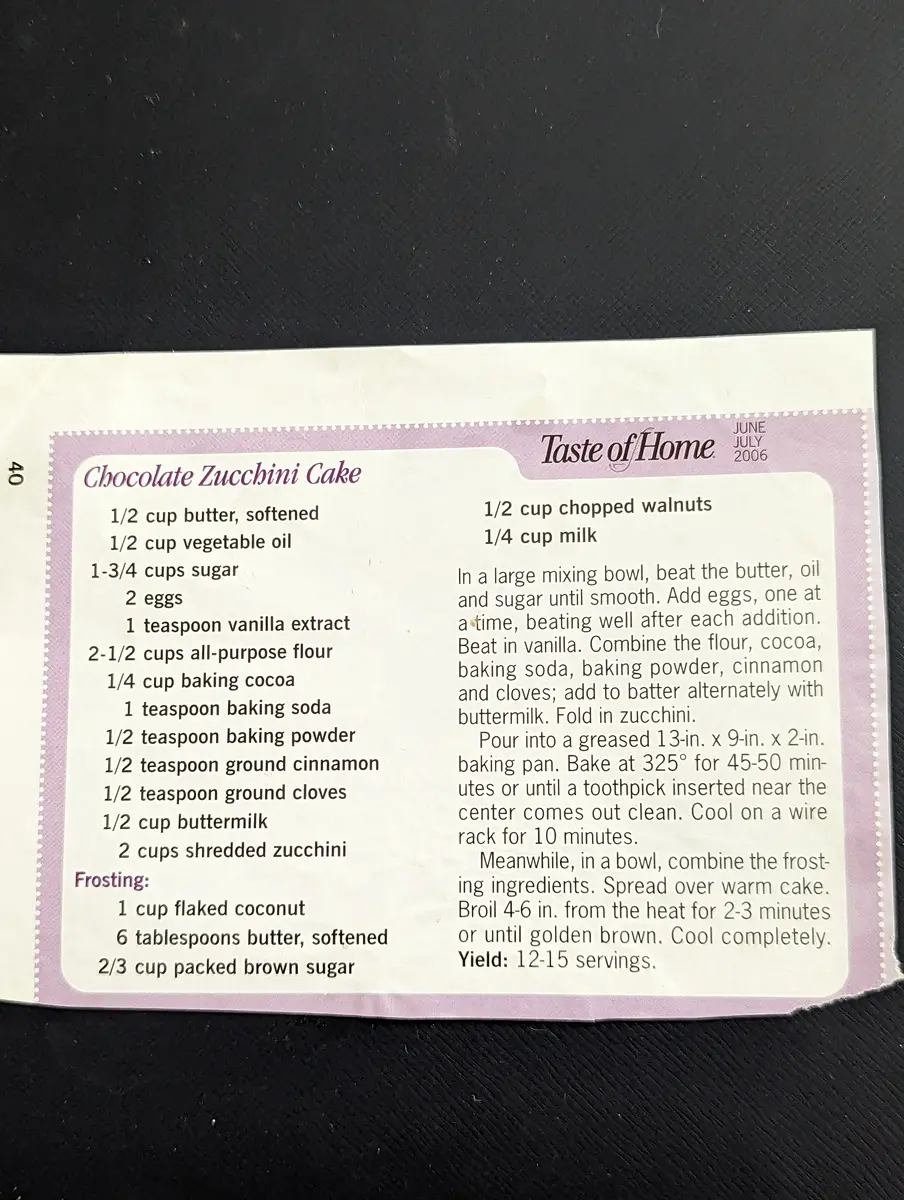 40
Taste of Home
JUNE
JULY
2006
Chocolate Zucchini Cake
1/2 cup butter, softened
1/2 cup vegetable oil
1-3/4 cups sugar
2 eggs
1 teaspoon vanilla extract
2-1/2 cups all-purpose flour
1/4 cup baking cocoa
1 teaspoon baking soda
1/2 teaspoon baking powder
1/2 teaspoon ground cinnamon
1/2 teaspoon ground cloves
1/2 cup buttermilk
2 cups shredded zucchini
Frosting:
1 cup flaked coconut
6 tablespoons butter, softened
2/3 cup packed brown sugar
1/2 cup chopped walnuts
1/4 cup milk
In a large mixing bowl, beat the butter, oil
and sugar until smooth. Add eggs, one at
a time, beating well after each addition.
Beat in vanilla. Combine the flour, cocoa,
baking soda, baking powder, cinnamon
and cloves; add to batter alternately with
buttermilk. Fold in zucchini.
Pour into a greased 13-in. x 9-in. x 2-in.
baking pan. Bake at 325° for 45-50 min-
utes or until a toothpick inserted near the
center comes out clean. Cool on a wire
rack for 10 minutes.
Meanwhile, in a bowl, combine the frost-
ing ingredients. Spread over warm cake.
Broil 4-6 in. from the heat for 2-3 minutes
or until golden brown. Cool completely.
Yield: 12-15 servings.